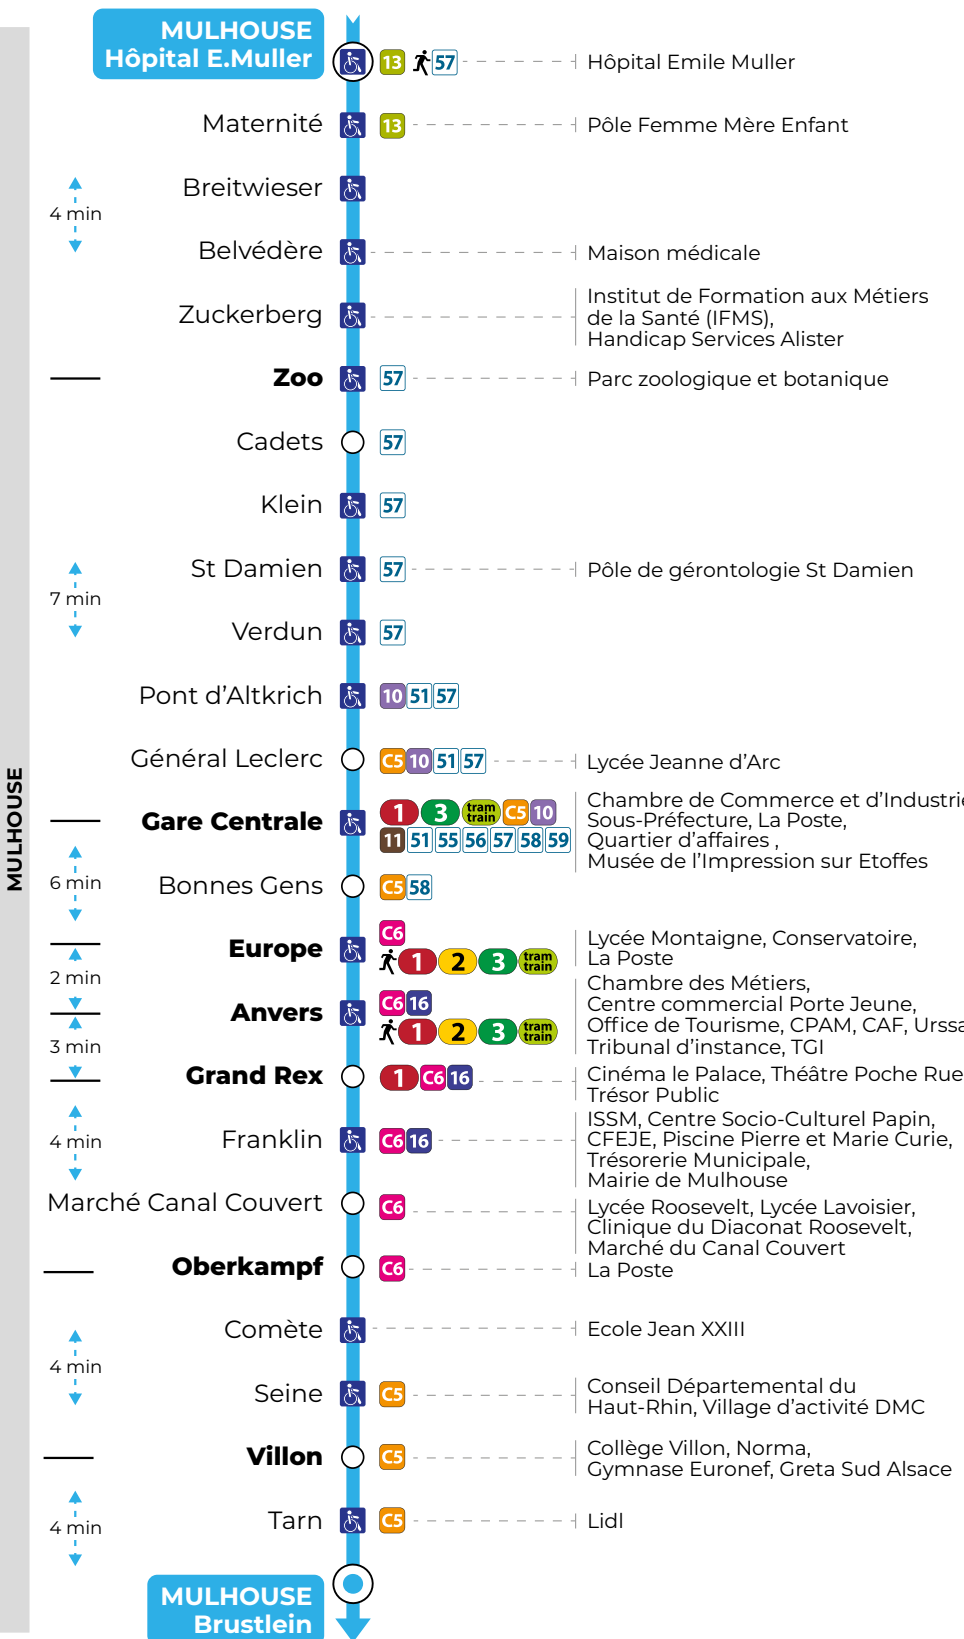 MULHOUSE
Hôpital E.Muller
13 57 Hôpital Emile Muller
Maternité 13 Pôle Femme Mère Enfant
Breitwieser
4 min
Belvédère Maison médicale
Zuckerberg
Institut de Formation aux Métiers
de la Santé (IFMS),
Handicap Services Alister
Zoo 57 Parc zoologique et botanique
Cadets 57
Klein 57
St Damien 57 Pôle de gérontologie St Damien
7 min
Verdun 57
Pont d'Altkrich 10 51 57
Général Leclerc C5 10 51 57 Lycée Jeanne d'Arc
MULHOUSE
Gare Centrale
1 3 tram train C5 10
11 51 55 56 57 58 59
Chambre de Commerce et d'Industrie
Sous-Préfecture, La Poste,
Quartier d'affaires ,
Musée de l'Impression sur Etoffes
6 min
Bonnes Gens C5 58
Europe
C6
1 2 3 tram train
Lycée Montaigne, Conservatoire,
La Poste
2 min
Anvers
C6 16
1 2 3 tram train
Chambre des Métiers,
Centre commercial Porte Jeune,
Office de Tourisme, CPAM, CAF,
Tribunal d'instance, TGI
3 min
Grand Rex 1 C6 16
Cinéma le Palace, Théâtre Poche Rue
Trésor Public
4 min
Franklin C6 16
ISSM, Centre Socio-Culturel Papin,
CFEJE, Piscine Pierre et Marie Curie,
Trésorerie Municipale,
Mairie de Mulhouse
Marché Canal Couvert C6
Lycée Roosevelt, Lycée Lavoisier,
Clinique du Diaconat Roosevelt,
Marché du Canal Couvert
Oberkampf C6 La Poste
Comète Ecole Jean XXIII
4 min
Seine C5
Conseil Départemental du
Haut-Rhin, Village d'activité DMC
Villon C5
Collège Villon, Norma,
Gymnase Euronef, Greta Sud Alsace
Tarn C5 Lidl
4 min
MULHOUSE
Brustlein